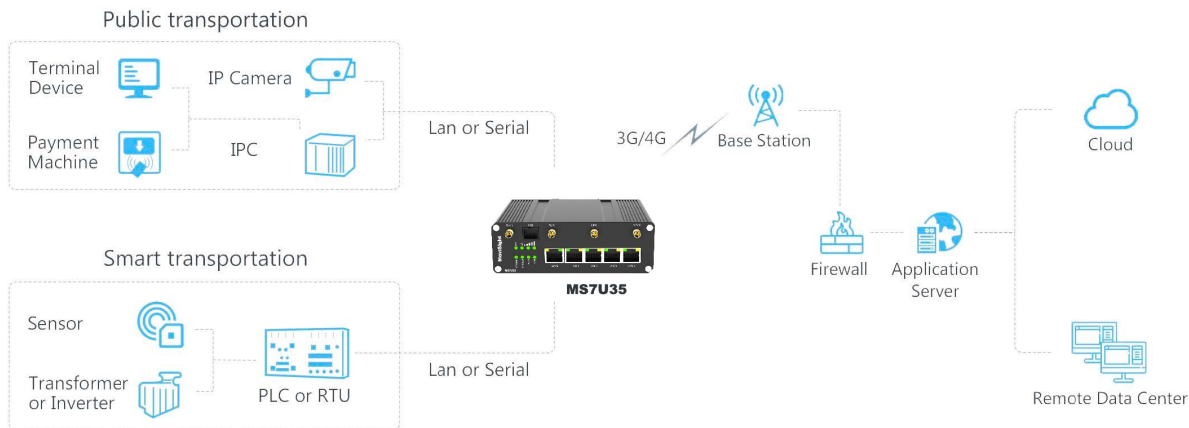 Public transportation
Terminal
Device
IP Camera
Payment
Machine
IPC
Lan or Serial
3G/4G
Base Station
Cloud
MS7U35
Firewall
Application
Server
Smart transportation
Sensor
Transformer
or Inverter
PLC or RTU
Lan or Serial
Remote Data Center